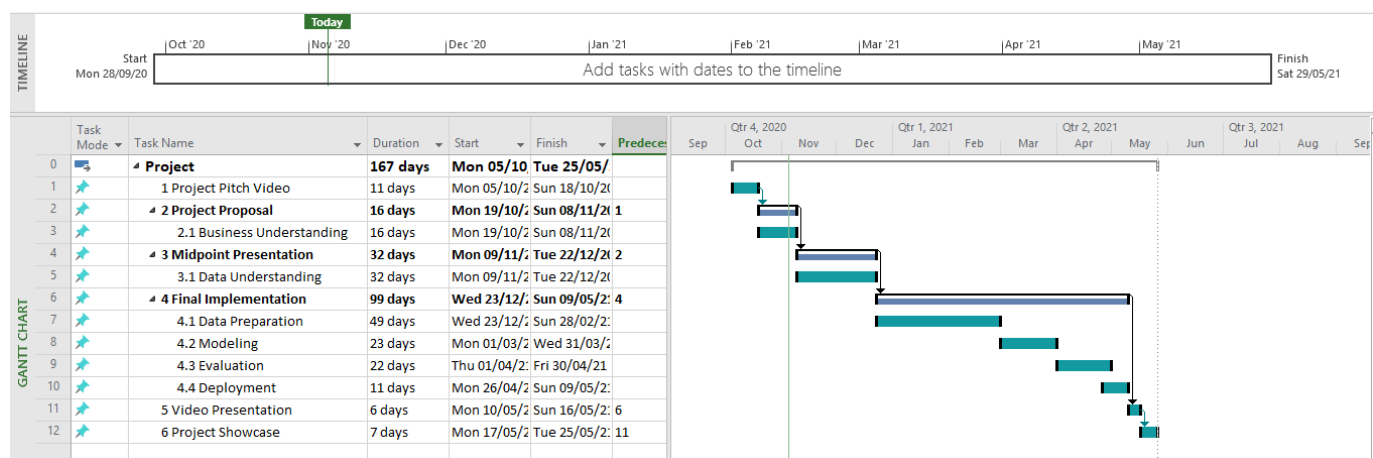 TIMELINE
Today
Oct '20 Nov '20 Dec '20 Jan '21 Feb '21 Mar '21 Apr '21 May '21
Start
Mon 28/09/20
Add tasks with dates to the timeline
Finish
Sat 29/05/21
GANTT CHART
Task Mode Task Name Duration Start Finish Predeces
Qtr 4, 2020 Qtr 1, 2021 Qtr 2, 2021 Qtr 3, 2021
Sep Oct Nov Dec Jan Feb Mar Apr May Jun Jul Aug Sep
0 Project 167 days Mon 05/10 Tue 25/05/
1 1 Project Pitch Video 11 days Mon 05/10/2 Sun 18/10/20
2 2 Project Proposal 16 days Mon 19/10/2 Sun 08/11/20 1
3 2.1 Business Understanding 16 days Mon 19/10/2 Sun 08/11/20
4 3 Midpoint Presentation 32 days Mon 09/11/2 Tue 22/12/20 2
5 3.1 Data Understanding 32 days Mon 09/11/2 Tue 22/12/20
6 4 Final Implementation 99 days Wed 23/12/2 Sun 09/05/21 4
7 4.1 Data Preparation 49 days Wed 23/12/2 Sun 28/02/21
8 4.2 Modeling 23 days Mon 01/03/2 Wed 31/03/2
9 4.3 Evaluation 22 days Thu 01/04/21 Fri 30/04/21
10 4.4 Deployment 11 days Mon 26/04/2 Sun 09/05/21
11 5 Video Presentation 6 days Mon 10/05/2 Sun 16/05/21 6
12 6 Project Showcase 7 days Mon 17/05/2 Tue 25/05/21 11